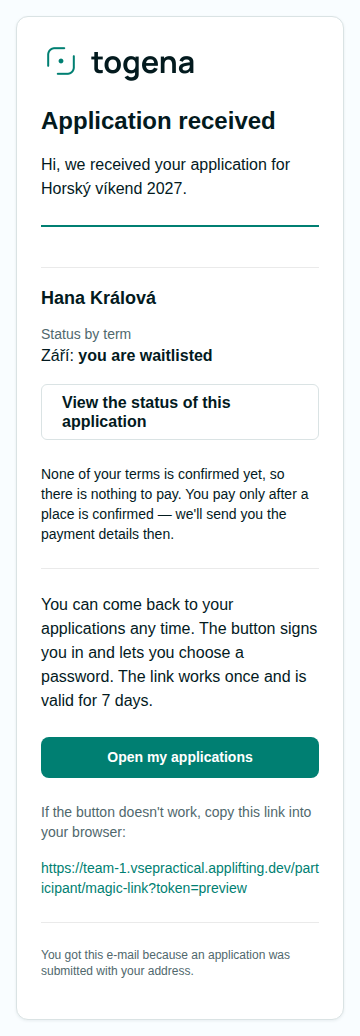 togena
Application received
Hi, we received your application for
Horský víkend 2027.
Hana Králová
Status by term
Září: you are waitlisted
View the status of this
application
None of your terms is confirmed yet, so
there is nothing to pay. You pay only after a
place is confirmed — we'll send you the
payment details then.
You can come back to your
applications any time. The button signs
you in and lets you choose a
password. The link works once and is
valid for 7 days.
Open my applications
If the button doesn't work, copy this link into
your browser:
https://team-1.vsepractical.applifting.dev/part
icipant/magic-link?token=preview
You got this e-mail because an application was
submitted with your address.